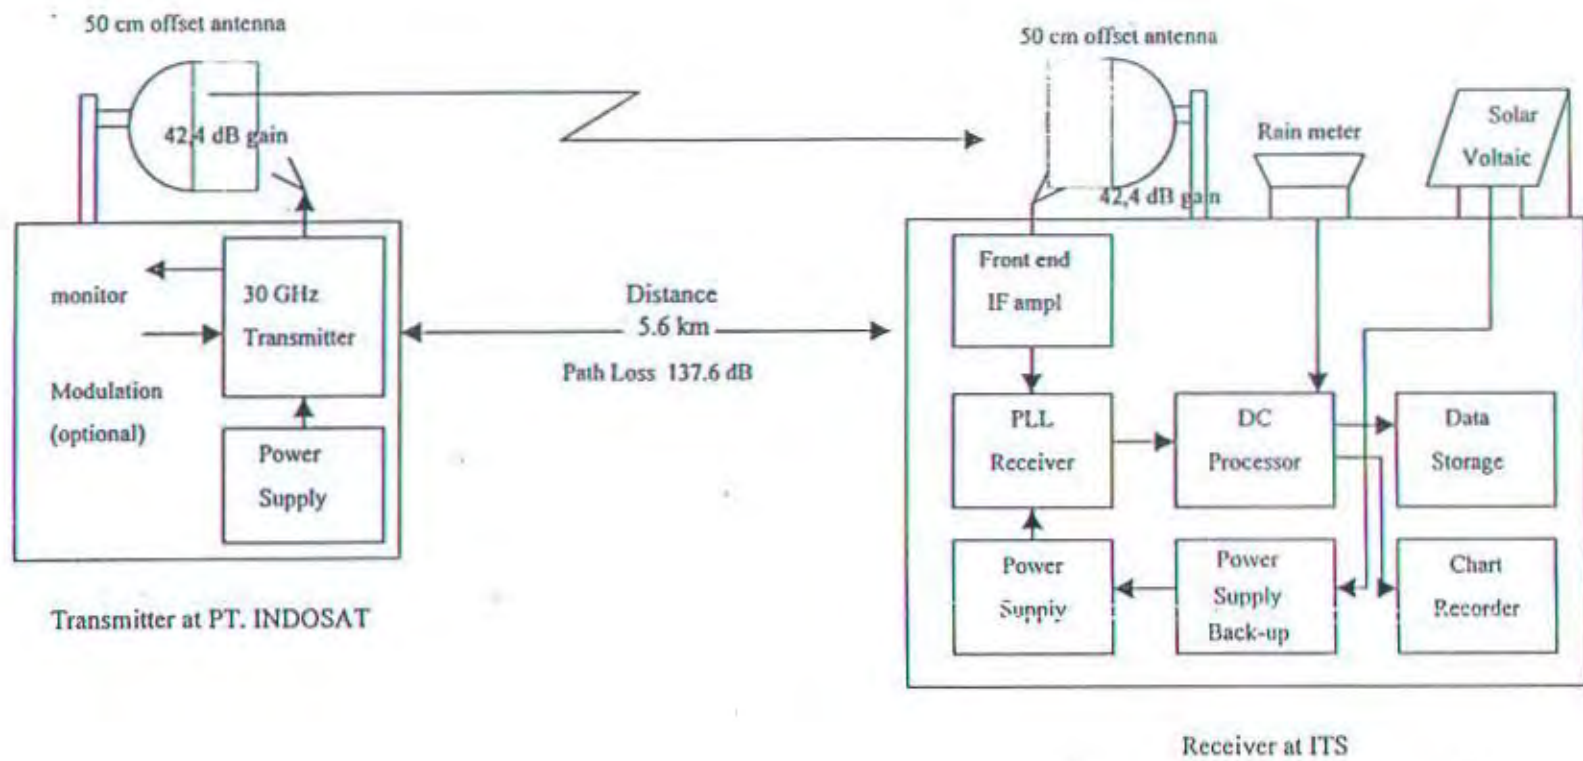 50 cm offset antenna
42,4 dB gain
monitor
30 GHz
Transmitter
Modulation
(optional)
Power
Supply
Transmitter at PT. INDOSAT
Distance
5.6 km
Path Loss 137.6 dB
50 cm offset antenna
42,4 dB gain
Rain meter
Solar
Voltaic
Front end
IF ampl
PLL
Receiver
DC
Processor
Data
Storage
Power
Supply
Power
Supply
Back-up
Chart
Recorder
Receiver at ITS